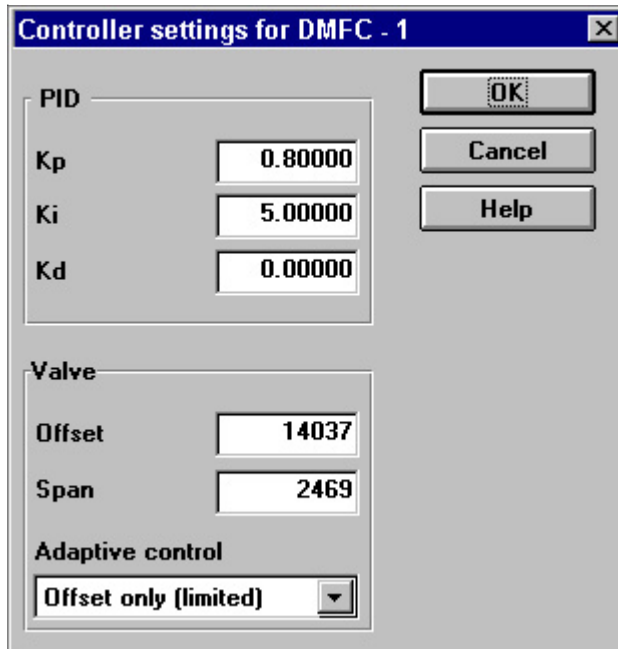 Controller settings for DMFC - 1
PID
Kp 0.80000
Ki 5.00000
Kd 0.00000
OK
Cancel
Help
Valve
Offset 14037
Span 2469
Adaptive control
Offset only (limited)